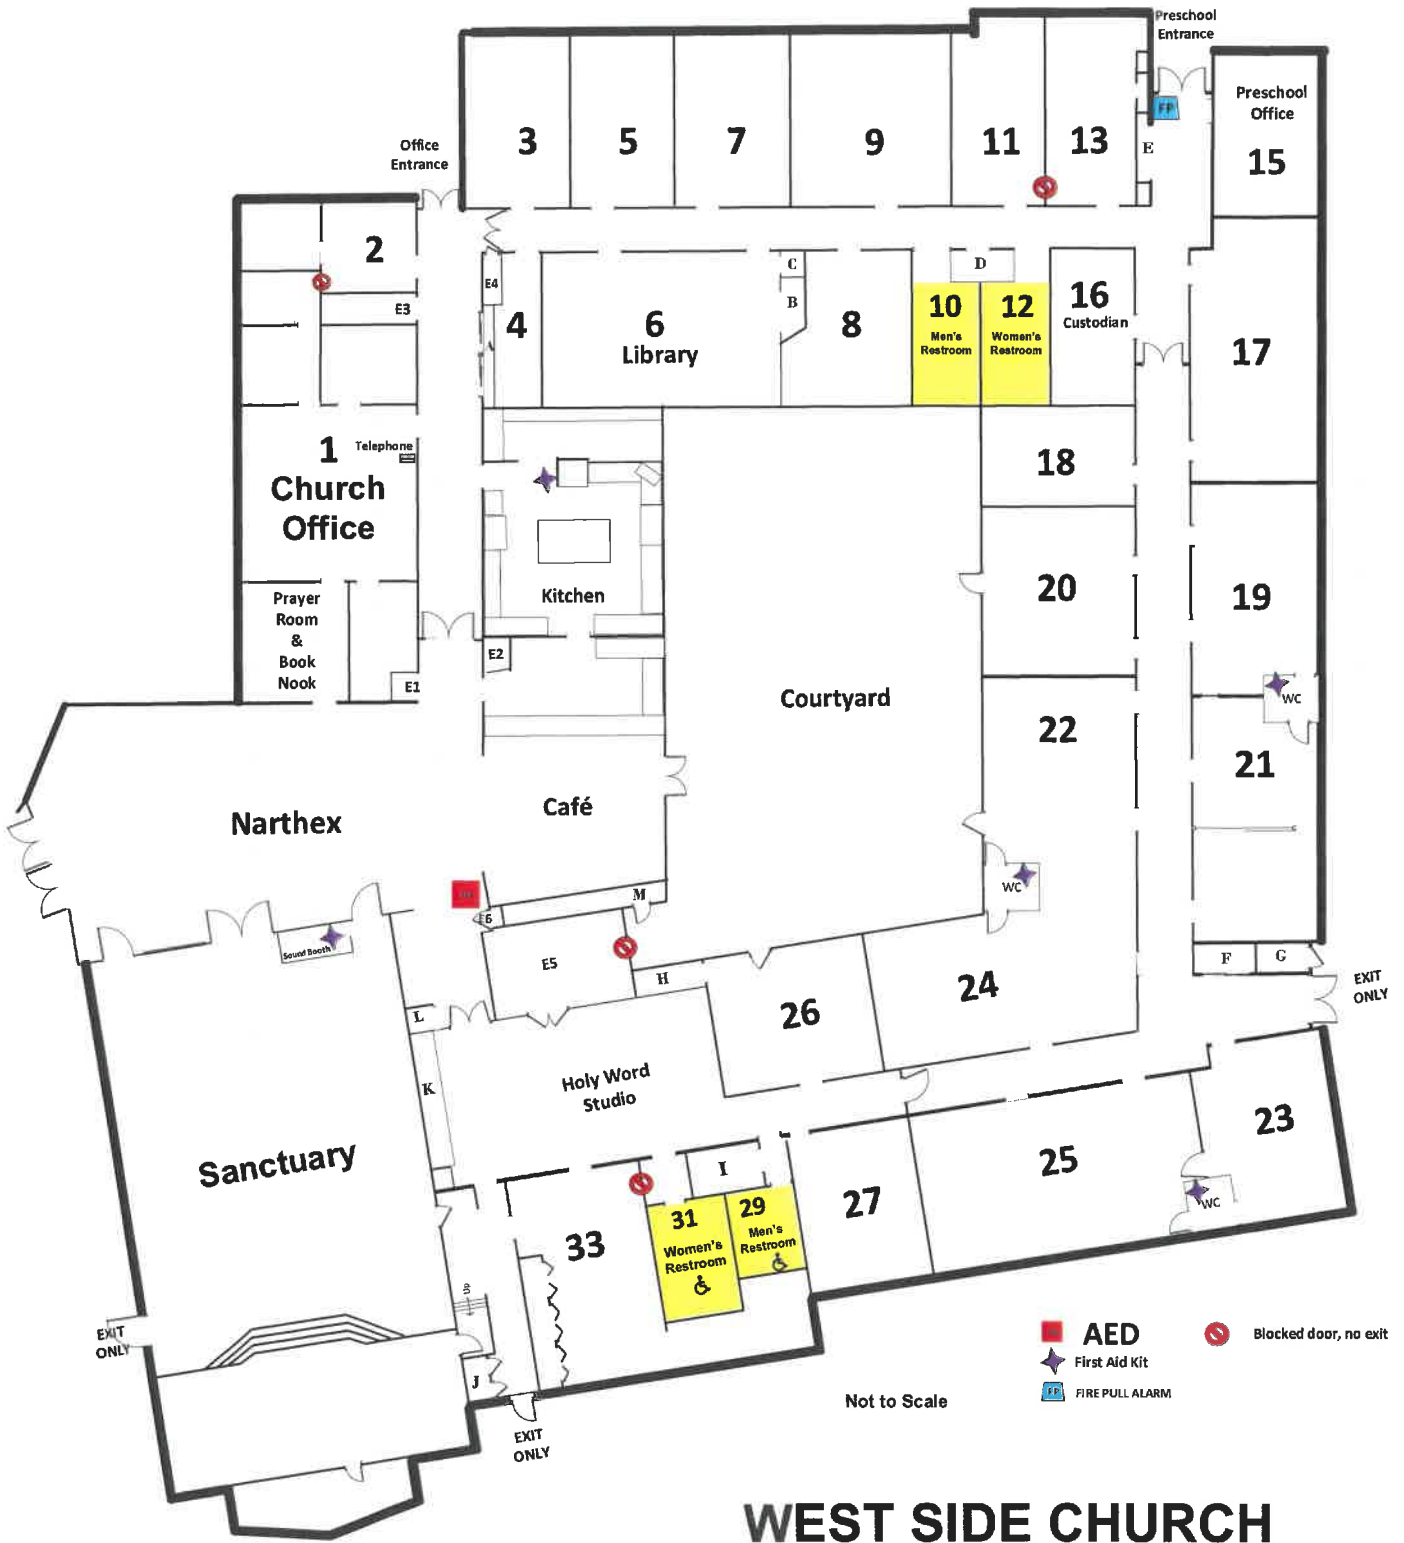 Preschool
Entrance
FP
Preschool
Office
15
Office
Entrance
3
5
7
9
11
13
E
2
E3
E4
A
4
6
Library
C
B
8
D
10
Men's
Restroom
12
Women's
Restroom
16
Custodian
17
1
Telephone
Church
Office
Kitchen
18
20
19
Prayer
Room
&
Book
Nook
E1
E2
Courtyard
22
WC
21
Narthex
Café
WC
M
E6
Sound Booth
E5
H
F
G
EXIT
ONLY
L
26
24
K
Holy Word
Studio
23
25
Sanctuary
I
27
WC
31
Women's
Restroom
29
Men's
Restroom
33
Up
EXIT
ONLY
J
EXIT
ONLY
AED
Blocked door, no exit
First Aid Kit
FP
FIRE PULL ALARM
Not to Scale
WEST SIDE CHURCH